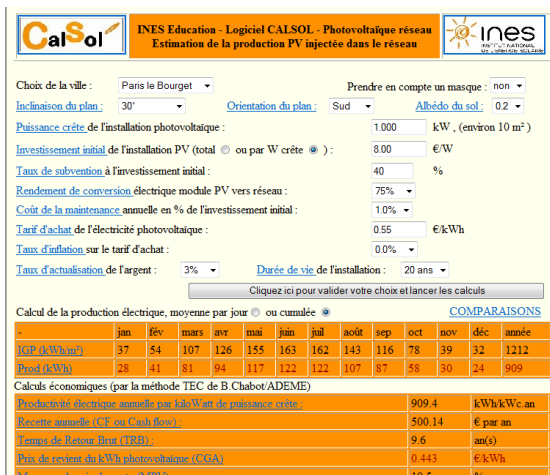 CalSol
INES Education - Logiciel CALSOL - Photovoltaïque réseau
Estimation de la production PV injectée dans le réseau
ines
INSTITUT NATIONAL
DE L'ENERGIE SOLAIRE
Choix de la ville : Paris le Bourget Prendre en compte un masque : non
Inclinaison du plan : 30° Orientation du plan : Sud Albédo du sol : 0.2
Puissance crête de l'installation photovoltaïque : 1.000 kW , (environ 10 m² )
Investissement initial de l'installation PV (total ou par W crête ) : 8.00 €/W
Taux de subvention à l'investissement initial : 40 %
Rendement de conversion électrique module PV vers réseau : 75%
Coût de la maintenance annuelle en % de l'investissement initial : 1.0%
Tarif d'achat de l'électricité photovoltaïque : 0.55 €/kWh
Taux d'inflation sur le tarif d'achat : 0.0%
Taux d'actualisation de l'argent : 3% Durée de vie de l'installation : 20 ans
Cliquez ici pour valider votre choix et lancer les calculs
Calcul de la production électrique, moyenne par jour ou cumulée COMPARAISONS
- jan fév mars avr mai juin juil août sep oct nov déc année
IGP (kWh/m²) 37 54 107 126 155 163 162 143 116 78 39 32 1212
Prod (kWh) 28 41 81 94 117 122 122 107 87 58 30 24 909
Calculs économiques (par la méthode TEC de B.Chabot/ADEME)
Productivité électrique annuelle par kiloWatt de puissance crête : 909.4 kWh/kWc.an
Recette annuelle (CF ou Cash flow) : 500.14 € par an
Temps de Retour Brut (TRB) : 9.6 an(s)
Prix de revient du kWh photovoltaïque (CGA) 0.443 €/kWh